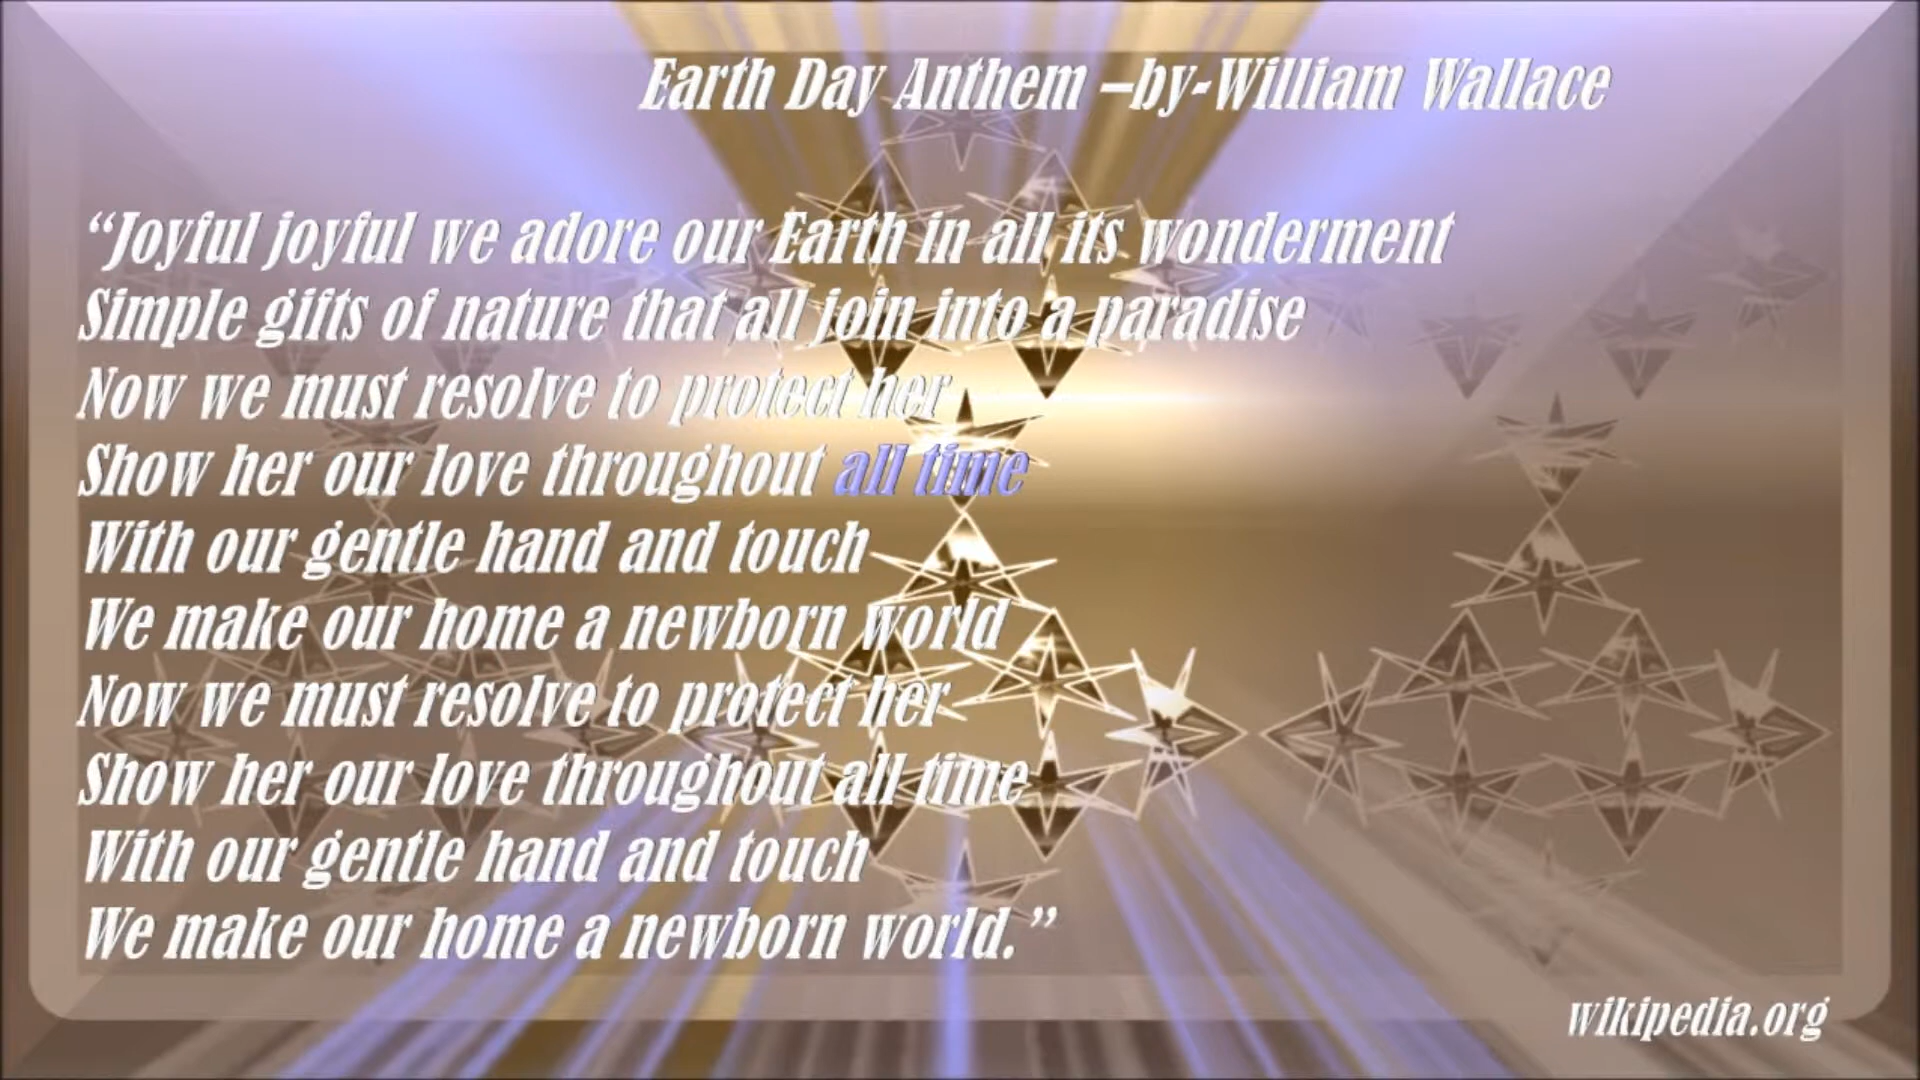 Earth Day Anthem –by-William Wallace
“Joyful joyful we adore our Earth in all its wonderment
Simple gifts of nature that all join into a paradise
Now we must resolve to protect her
Show her our love throughout all time
With our gentle hand and touch
We make our home a newborn world
Now we must resolve to protect her
Show her our love throughout all time
With our gentle hand and touch
We make our home a newborn world.”
wikipedia.org